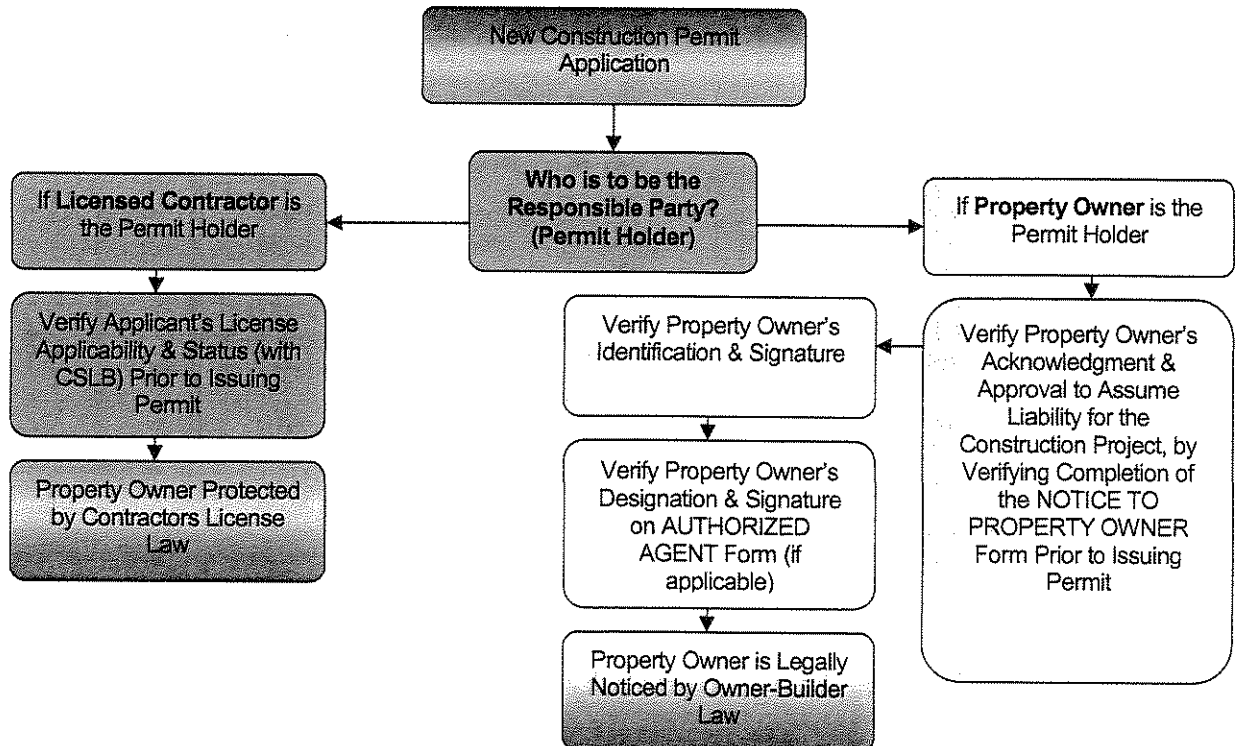 New Construction Permit
Application
Who is to be the
Responsible Party?
(Permit Holder)
If Licensed Contractor is
the Permit Holder
Verify Applicant's License
Applicability & Status (with
CSLB) Prior to Issuing
Permit
Property Owner Protected
by Contractors License
Law
If Property Owner is the
Permit Holder
Verify Property Owner's
Acknowledgment &
Approval to Assume
Liability for the
Construction Project, by
Verifying Completion of
the NOTICE TO
PROPERTY OWNER
Form Prior to Issuing
Permit
Verify Property Owner's
Identification & Signature
Verify Property Owner's
Designation & Signature
on AUTHORIZED
AGENT Form (if
applicable)
Property Owner is Legally
Noticed by Owner-Builder
Law